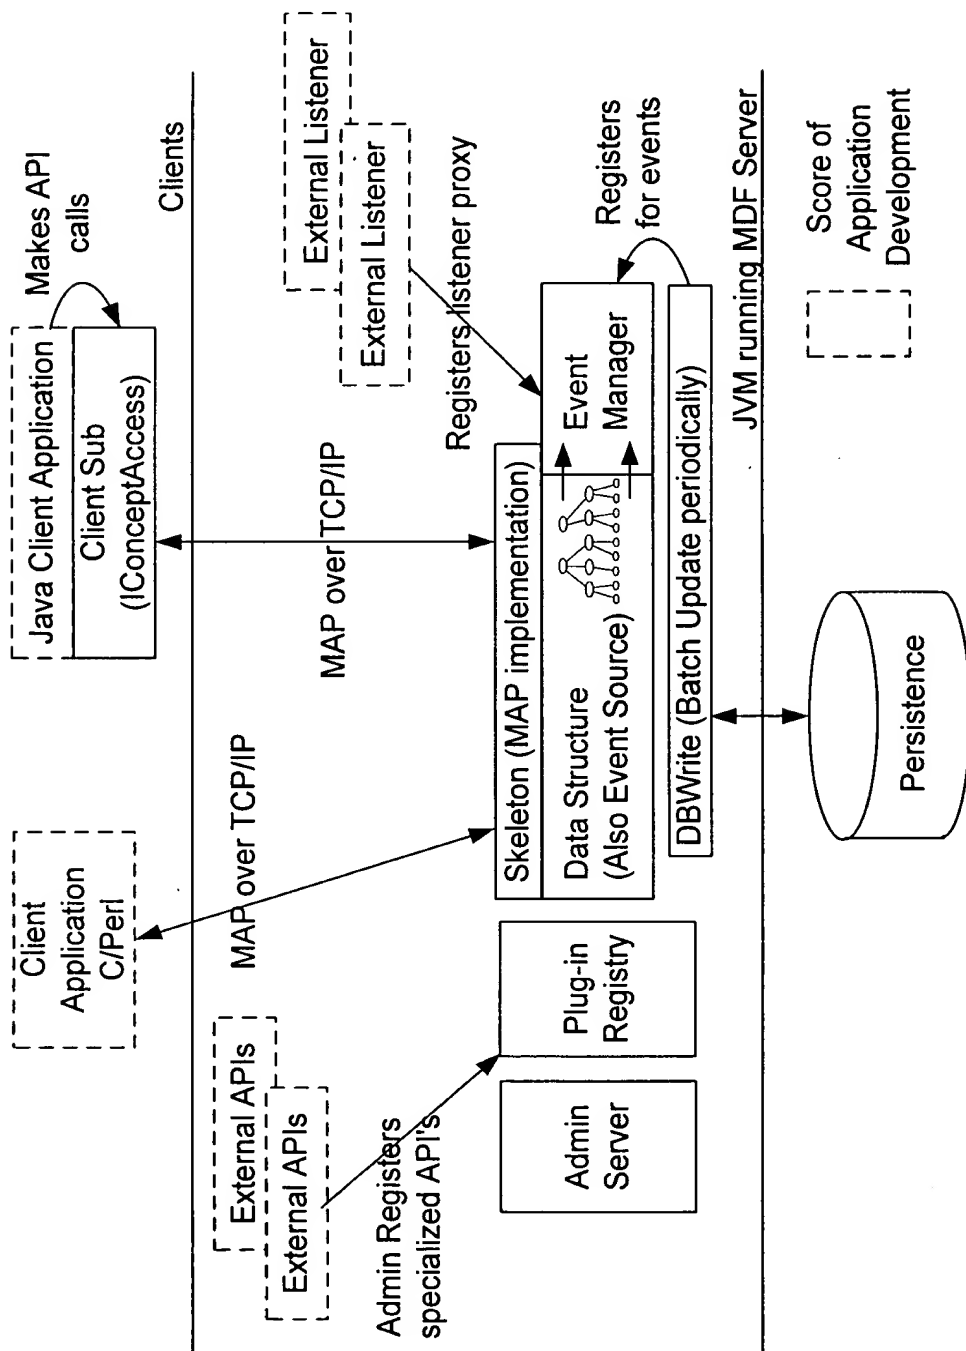 Client
Application
C/Perl
Java Client Application
Client Sub
(IConceptAccess)
Makes API
calls
Clients
External APIs
External APIs
Admin Registers
specialized API's
MAP over TCP/IP
MAP over TCP/IP
External Listener
External Listener
Registers listener proxy
Admin
Server
Plug-in
Registry
Skeleton (MAP implementation)
Data Structure
(Also Event Source)
Event
Manager
Registers
for events
DBWrite (Batch Update periodically)
JVM running MDF Server
Persistence
Score of
Application
Development